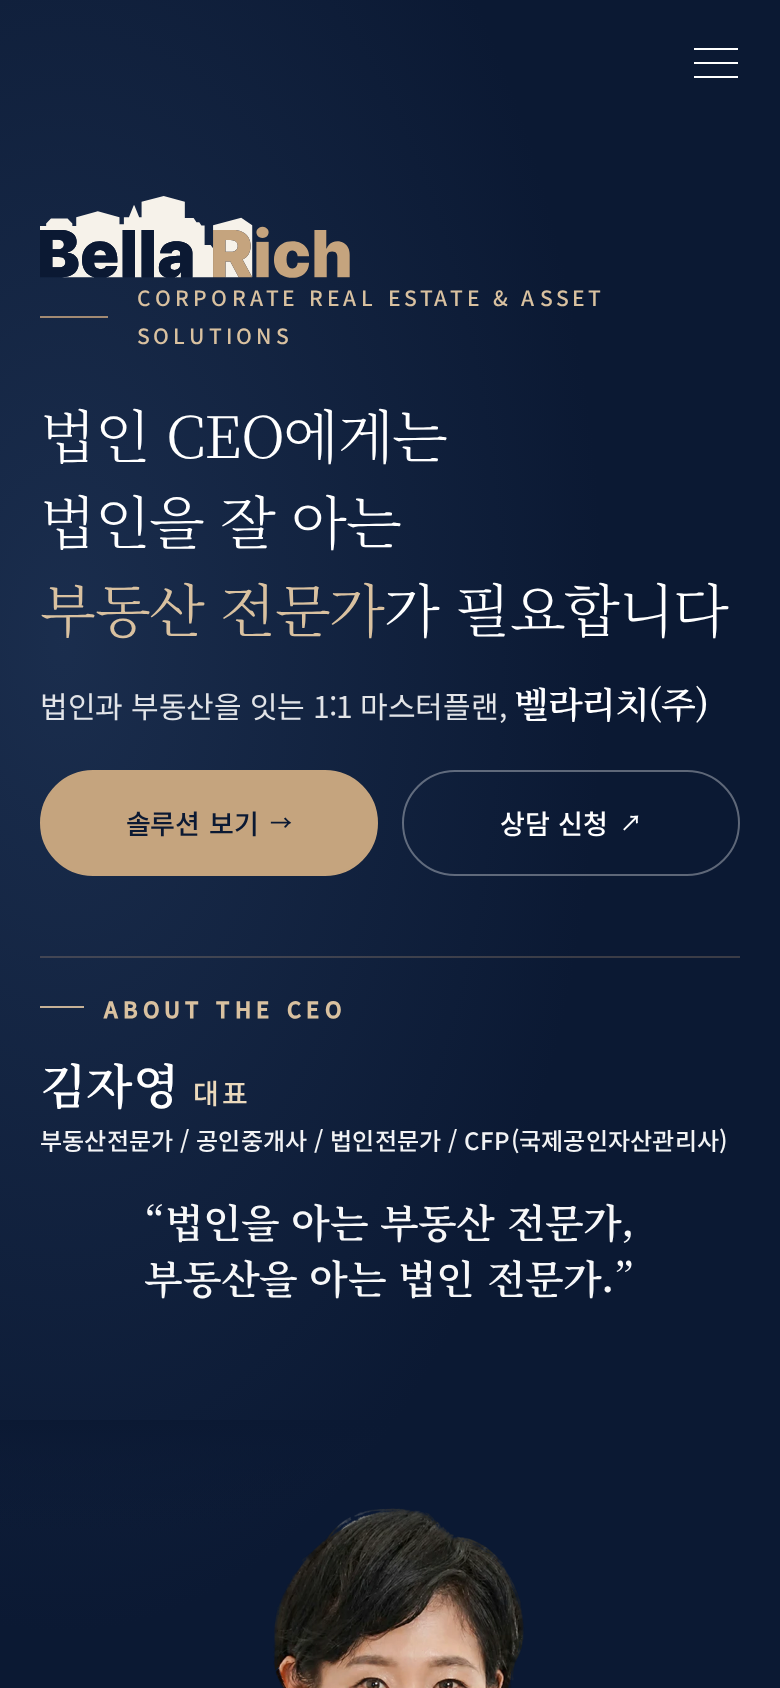 Bella Rich
CORPORATE REAL ESTATE & ASSET
SOLUTIONS
법인 CEO에게는
법인을 잘 아는
부동산 전문가가 필요합니다
법인과 부동산을 잇는 1:1 마스터플랜, 벨라리치(주)
솔루션 보기 →
상담 신청 ↗
ABOUT THE CEO
김자영 대표
부동산전문가 / 공인중개사 / 법인전문가 / CFP(국제공인자산관리사)
“법인을 아는 부동산 전문가,
부동산을 아는 법인 전문가.”